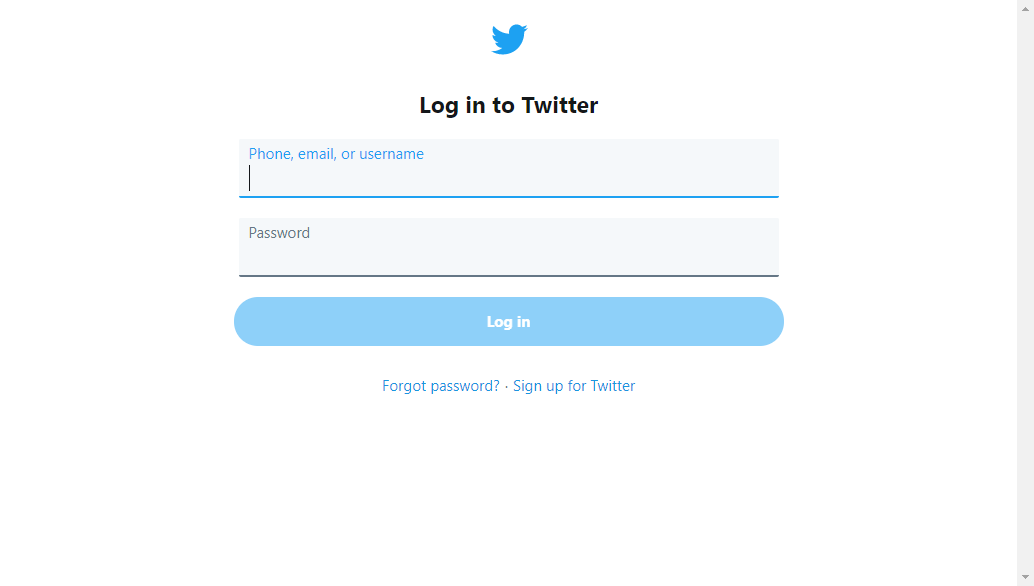 Log in to Twitter
Phone, email, or username
Password
Log in
Forgot password? · Sign up for Twitter